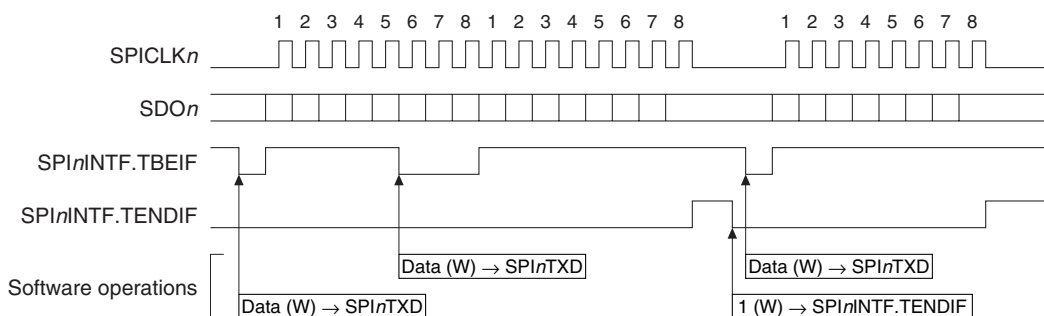 1 2 3 4 5 6 7 8 1 2 3 4 5 6 7 8 1 2 3 4 5 6 7 8
SPICLKn
SDOn
SPInINTF.TBEIF
SPInINTF.TENDIF
Data (W) → SPInTXD Data (W) → SPInTXD
Software operations
Data (W) → SPInTXD 1 (W) → SPInINTF.TENDIF